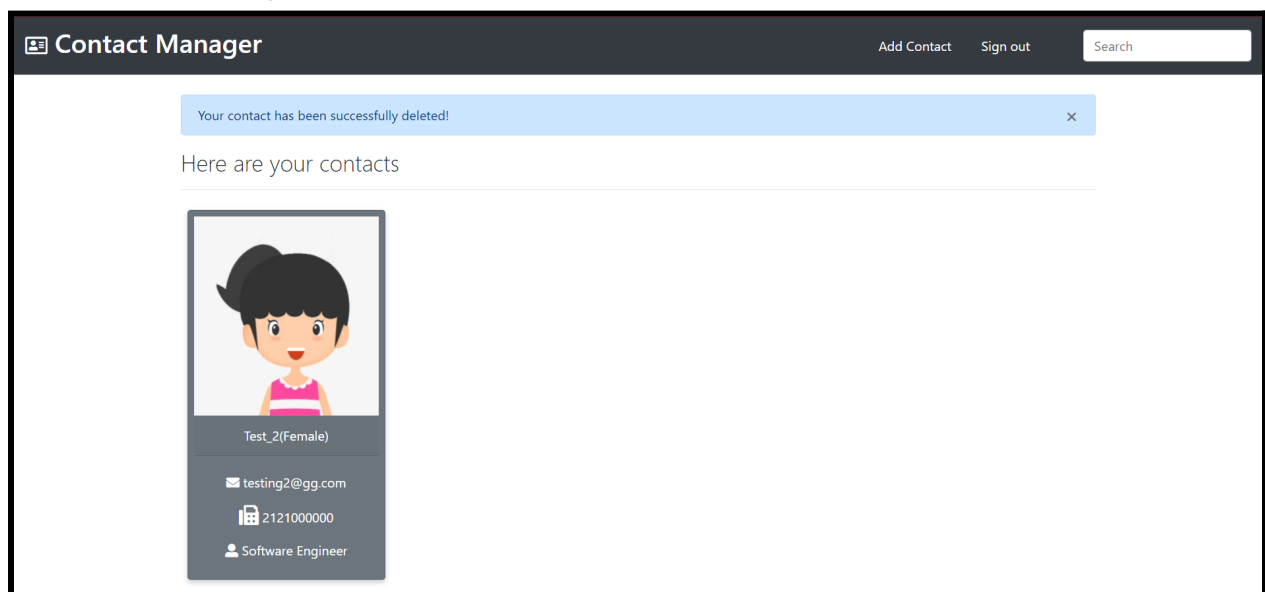 Contact Manager
Add Contact
Sign out
Search
Your contact has been successfully deleted!
×
Here are your contacts
Test_2(Female)
testing2@gg.com
2121000000
Software Engineer